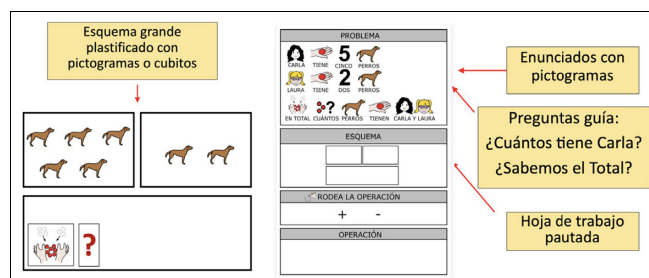 Esquema grande
plastificado con
pictogramas o cubitos
?
PROBLEMA
5
CARLA TIENE CINCO PERROS
2
LAURA TIENE DOS PERROS
?
EN TOTAL CUÁNTOS PERROS TIENEN CARLA Y LAURA
ESQUEMA
RODEA LA OPERACIÓN
+ -
OPERACIÓN
Enunciados con
pictogramas
Preguntas guía:
¿Cuántos tiene Carla?
¿Sabemos el Total?
Hoja de trabajo
pautada